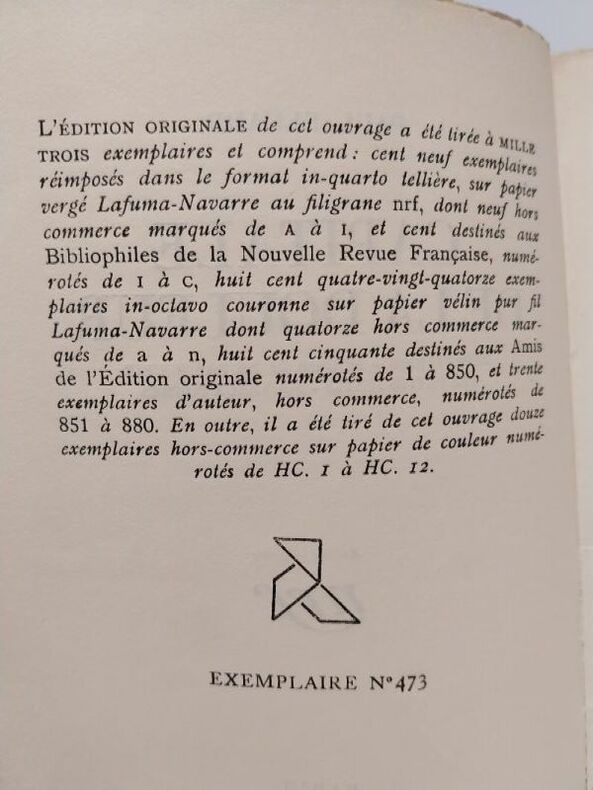 L'ÉDITION ORIGINALE de cet ouvrage a été tirée à MILLE
TROIS exemplaires et comprend : cent neuf exemplaires
réimposés dans le format in-quarto tellière, sur papier
vergé Lafuma-Navarre au filigrane nrf, dont neuf hors
commerce marqués de A à I, et cent destinés aux
Bibliophiles de la Nouvelle Revue Française, numé-
rotés de I à C, huit cent quatre-vingt-quatorze exem-
plaires in-octavo couronne sur papier vélin pur fil
Lafuma-Navarre dont quatorze hors commerce mar-
qués de a à n, huit cent cinquante destinés aux Amis
de l'Édition originale numérotés de 1 à 850, et trente
exemplaires d'auteur, hors commerce, numérotés de
851 à 880. En outre, il a été tiré de cet ouvrage douze
exemplaires hors-commerce sur papier de couleur numé-
rotés de HC. 1 à HC. 12.
EXEMPLAIRE N° 473